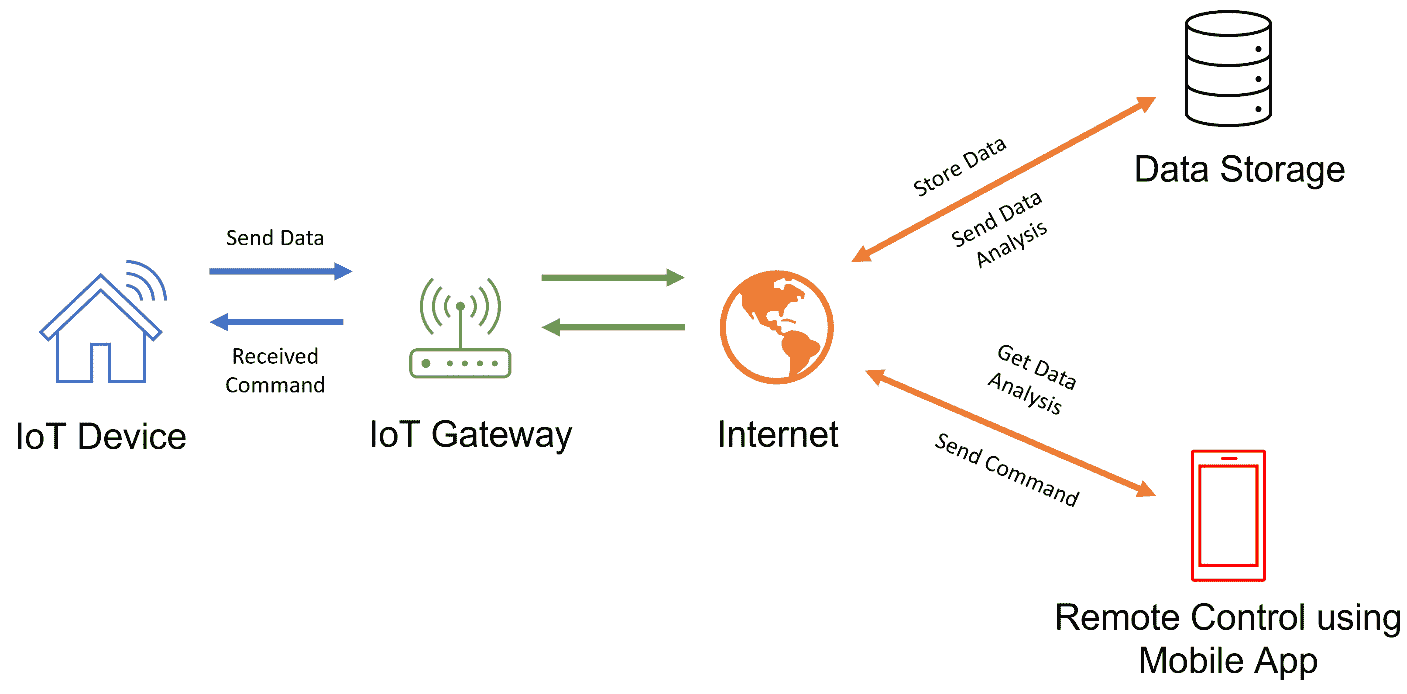 Send Data
Received
Command
IoT Device
IoT Gateway
Internet
Store Data
Send Data
Analysis
Data Storage
Get Data
Analysis
Send Command
Remote Control using
Mobile App